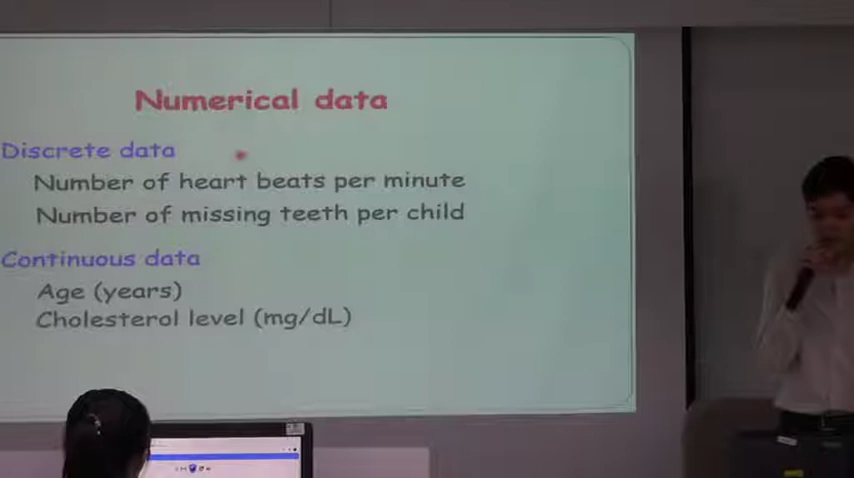 Numerical data
Discrete data
Number of heart beats per minute
Number of missing teeth per child
Continuous data
Age (years)
Cholesterol level (mg/dL)